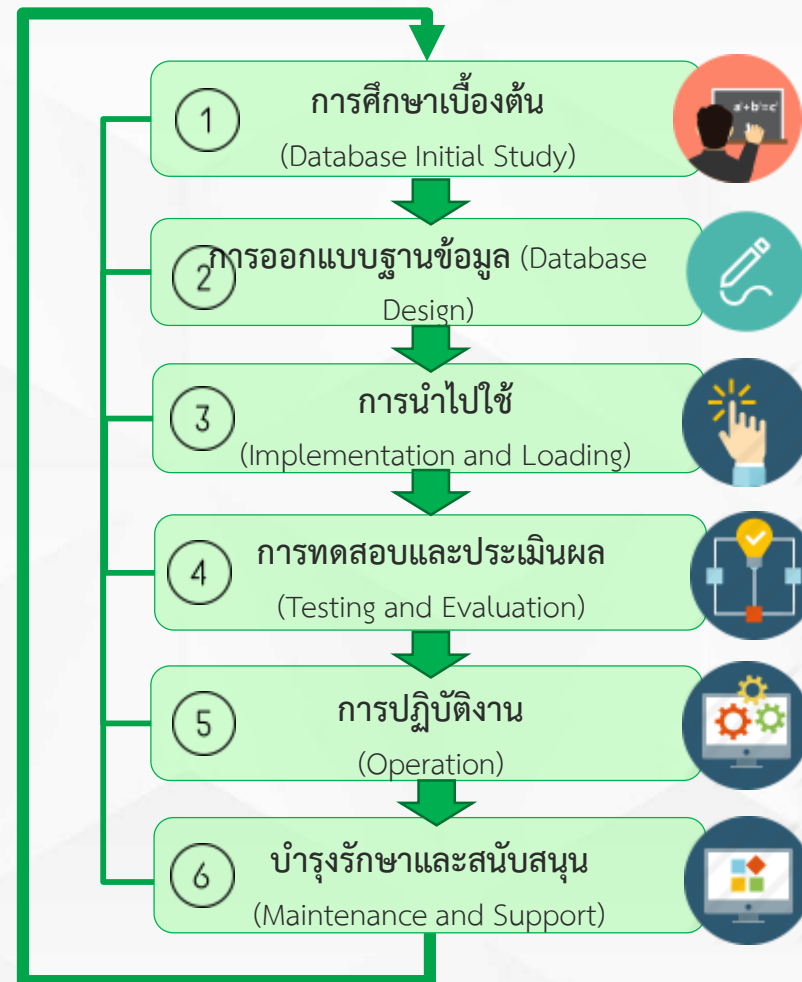 1
การศึกษาเบื้องต้น
(Database Initial Study)
2
การออกแบบฐานข้อมูล (Database
Design)
3
การนำไปใช้
(Implementation and Loading)
4
การทดสอบและประเมินผล
(Testing and Evaluation)
5
การปฏิบัติงาน
(Operation)
6
บำรุงรักษาและสนับสนุน
(Maintenance and Support)